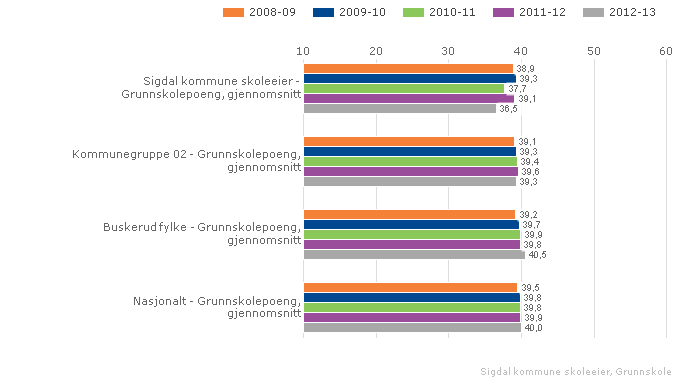 2008-09 2009-10 2010-11 2011-12 2012-13
10 20 30 40 50 60
Sigdal kommune skoleeier -
Grunnskolepoeng, gjennomsnitt
38,9
39,3
37,7
39,1
36,5
Kommunegruppe 02 - Grunnskolepoeng,
gjennomsnitt
39,1
39,3
39,4
39,6
39,3
Buskerud fylke - Grunnskolepoeng,
gjennomsnitt
39,2
39,7
39,9
39,8
40,5
Nasjonalt - Grunnskolepoeng,
gjennomsnitt
39,5
39,8
39,8
39,9
40,0
Sigdal kommune skoleeier, Grunnskole